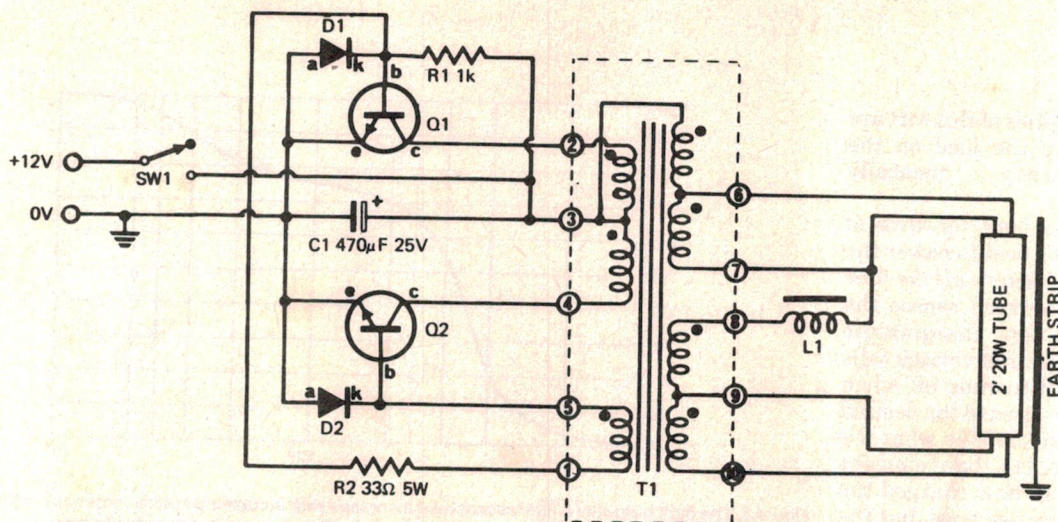 D1
a
k
b
R1 1k
Q1
e
c
+12V
SW1
0V
+
C1 470µF 25V
e
c
Q2
b
a
k
D2
R2 33Ω 5W
2
3
4
5
1
6
7
8
9
10
T1
L1
2' 20W TUBE
EARTH STRIP